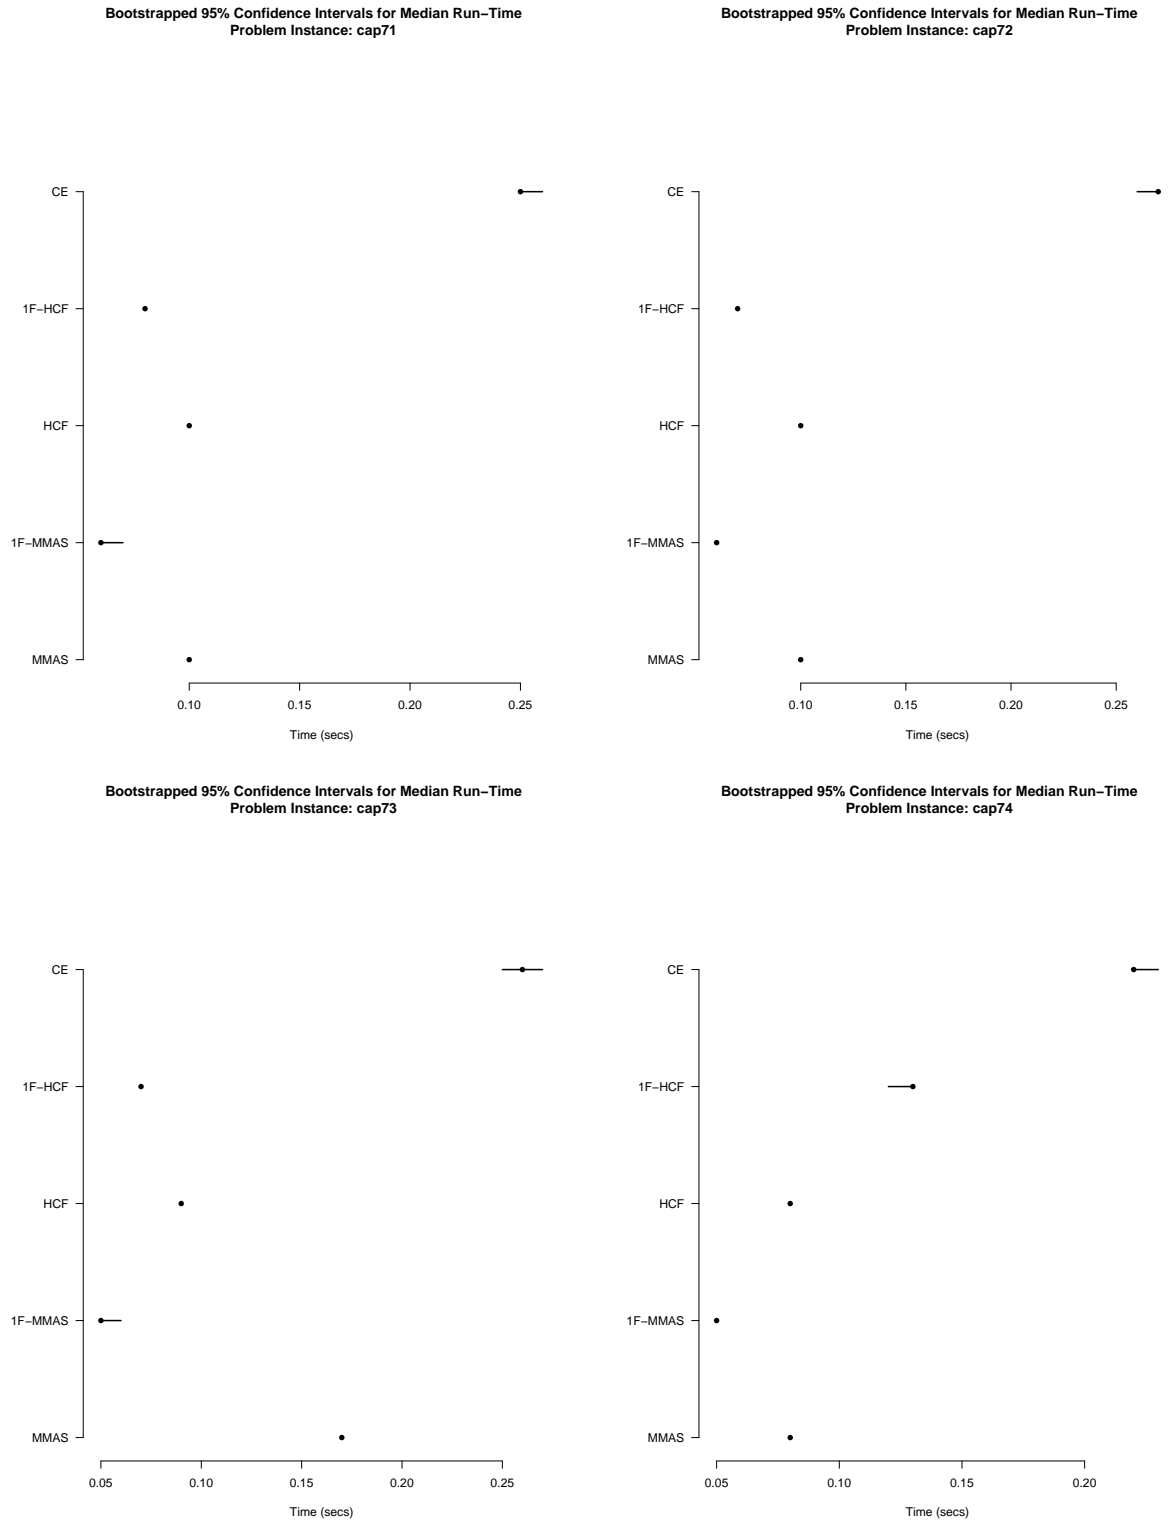 Bootstrapped 95% Confidence Intervals for Median Run−Time
Problem Instance: cap71
CE
1F−HCF
HCF
1F−MMAS
MMAS
0.10 0.15 0.20 0.25
Time (secs)
Bootstrapped 95% Confidence Intervals for Median Run−Time
Problem Instance: cap72
CE
1F−HCF
HCF
1F−MMAS
MMAS
0.10 0.15 0.20 0.25
Time (secs)
Bootstrapped 95% Confidence Intervals for Median Run−Time
Problem Instance: cap73
CE
1F−HCF
HCF
1F−MMAS
MMAS
0.05 0.10 0.15 0.20 0.25
Time (secs)
Bootstrapped 95% Confidence Intervals for Median Run−Time
Problem Instance: cap74
CE
1F−HCF
HCF
1F−MMAS
MMAS
0.05 0.10 0.15 0.20
Time (secs)